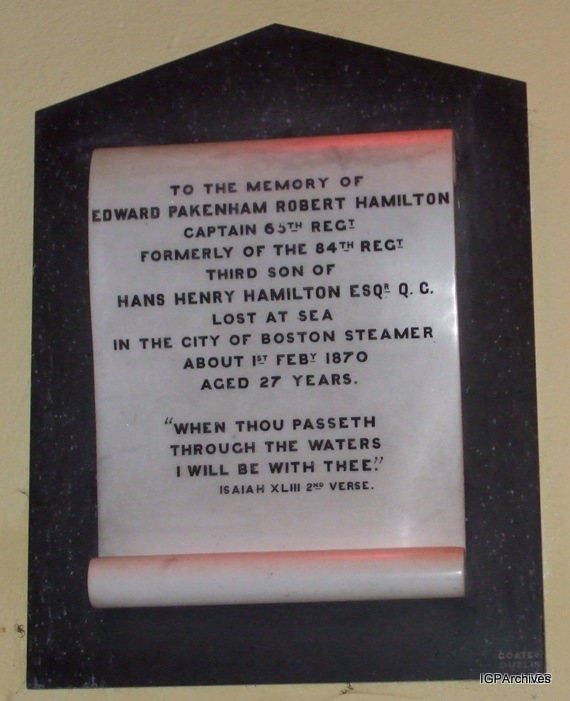 TO THE MEMORY OF
EDWARD PAKENHAM ROBERT HAMILTON
CAPTAIN 65TH REGT
FORMERLY OF THE 84TH REGT
THIRD SON OF
HANS HENRY HAMILTON ESQR Q.C.
LOST AT SEA
IN THE CITY OF BOSTON STEAMER
ABOUT 1ST FEBY 1870
AGED 27 YEARS.
"WHEN THOU PASSETH
THROUGH THE WATERS
I WILL BE WITH THEE."
ISAIAH XLIII 2ND VERSE.
COATES
DUBLIN
IGPArchives